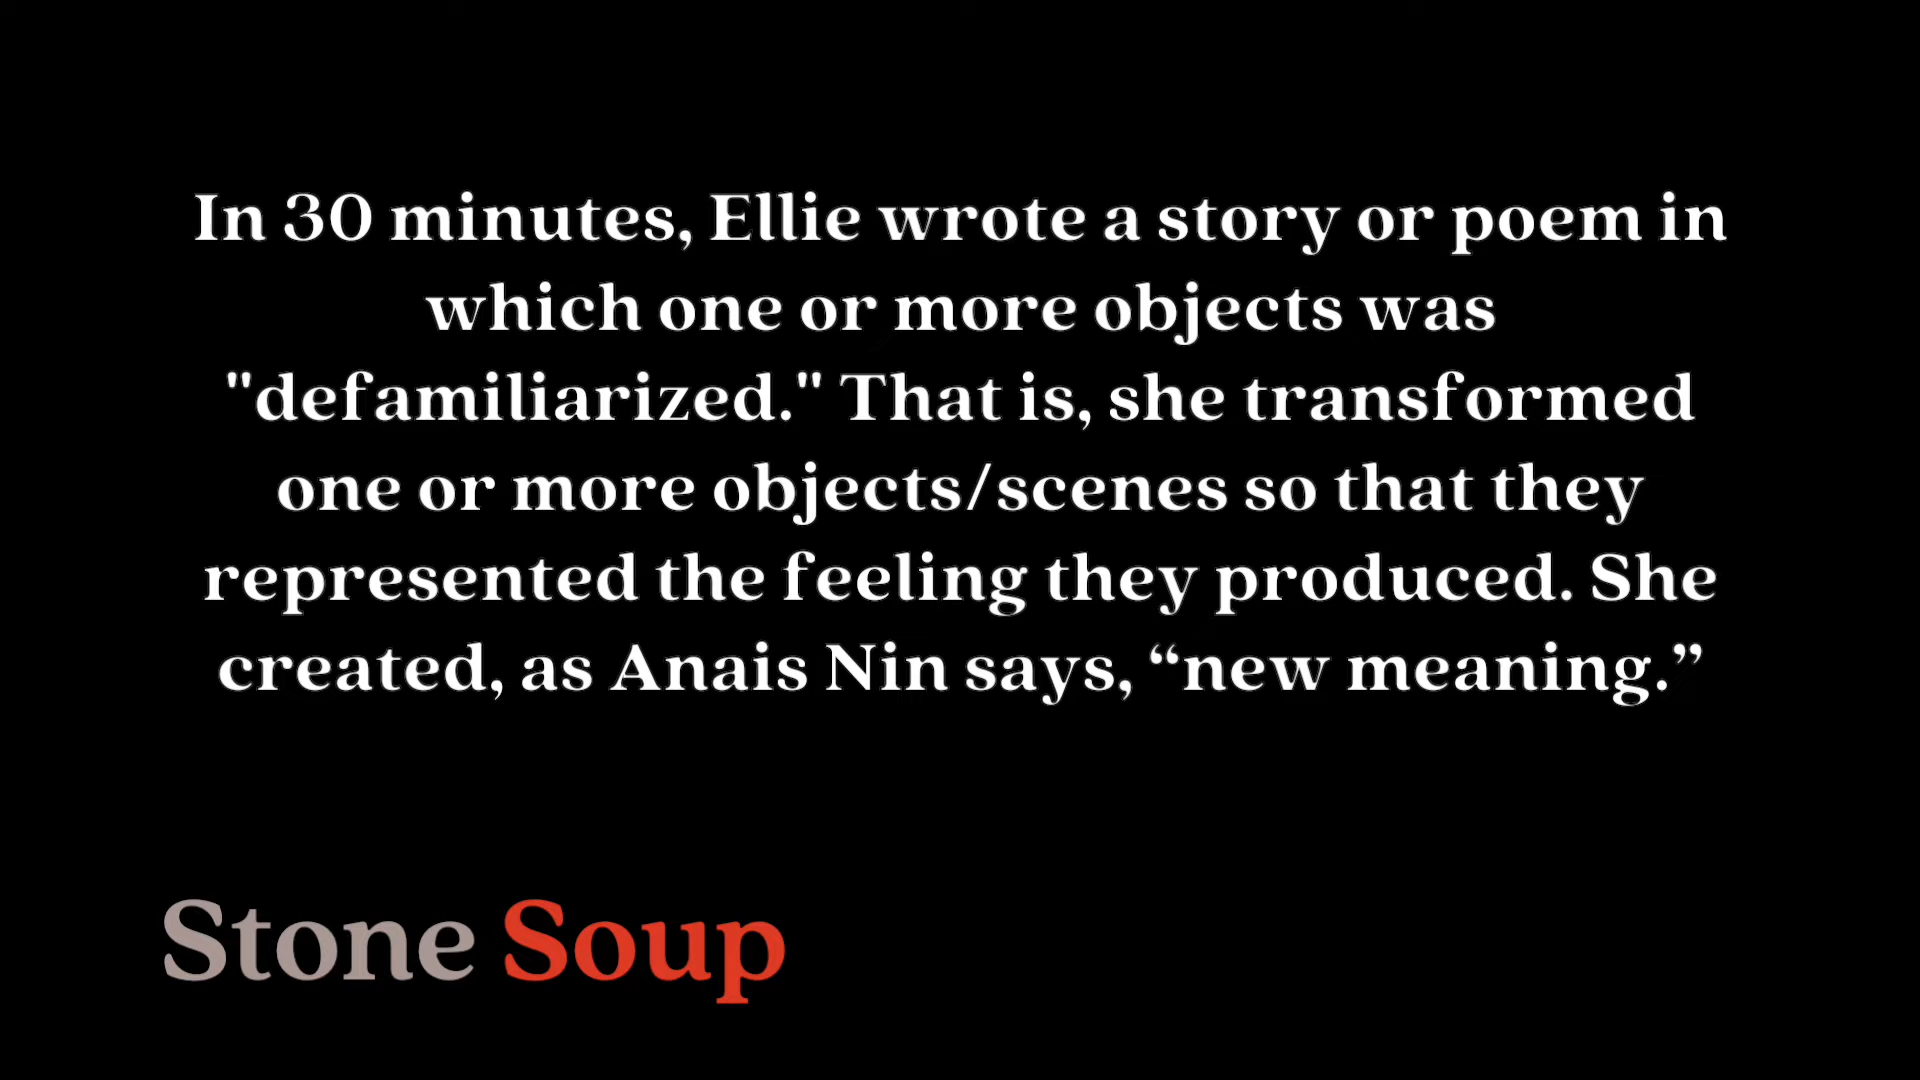 In 30 minutes, Ellie wrote a story or poem in
which one or more objects was
"defamiliarized." That is, she transformed
one or more objects/scenes so that they
represented the feeling they produced. She
created, as Anais Nin says, “new meaning.”
Stone Soup